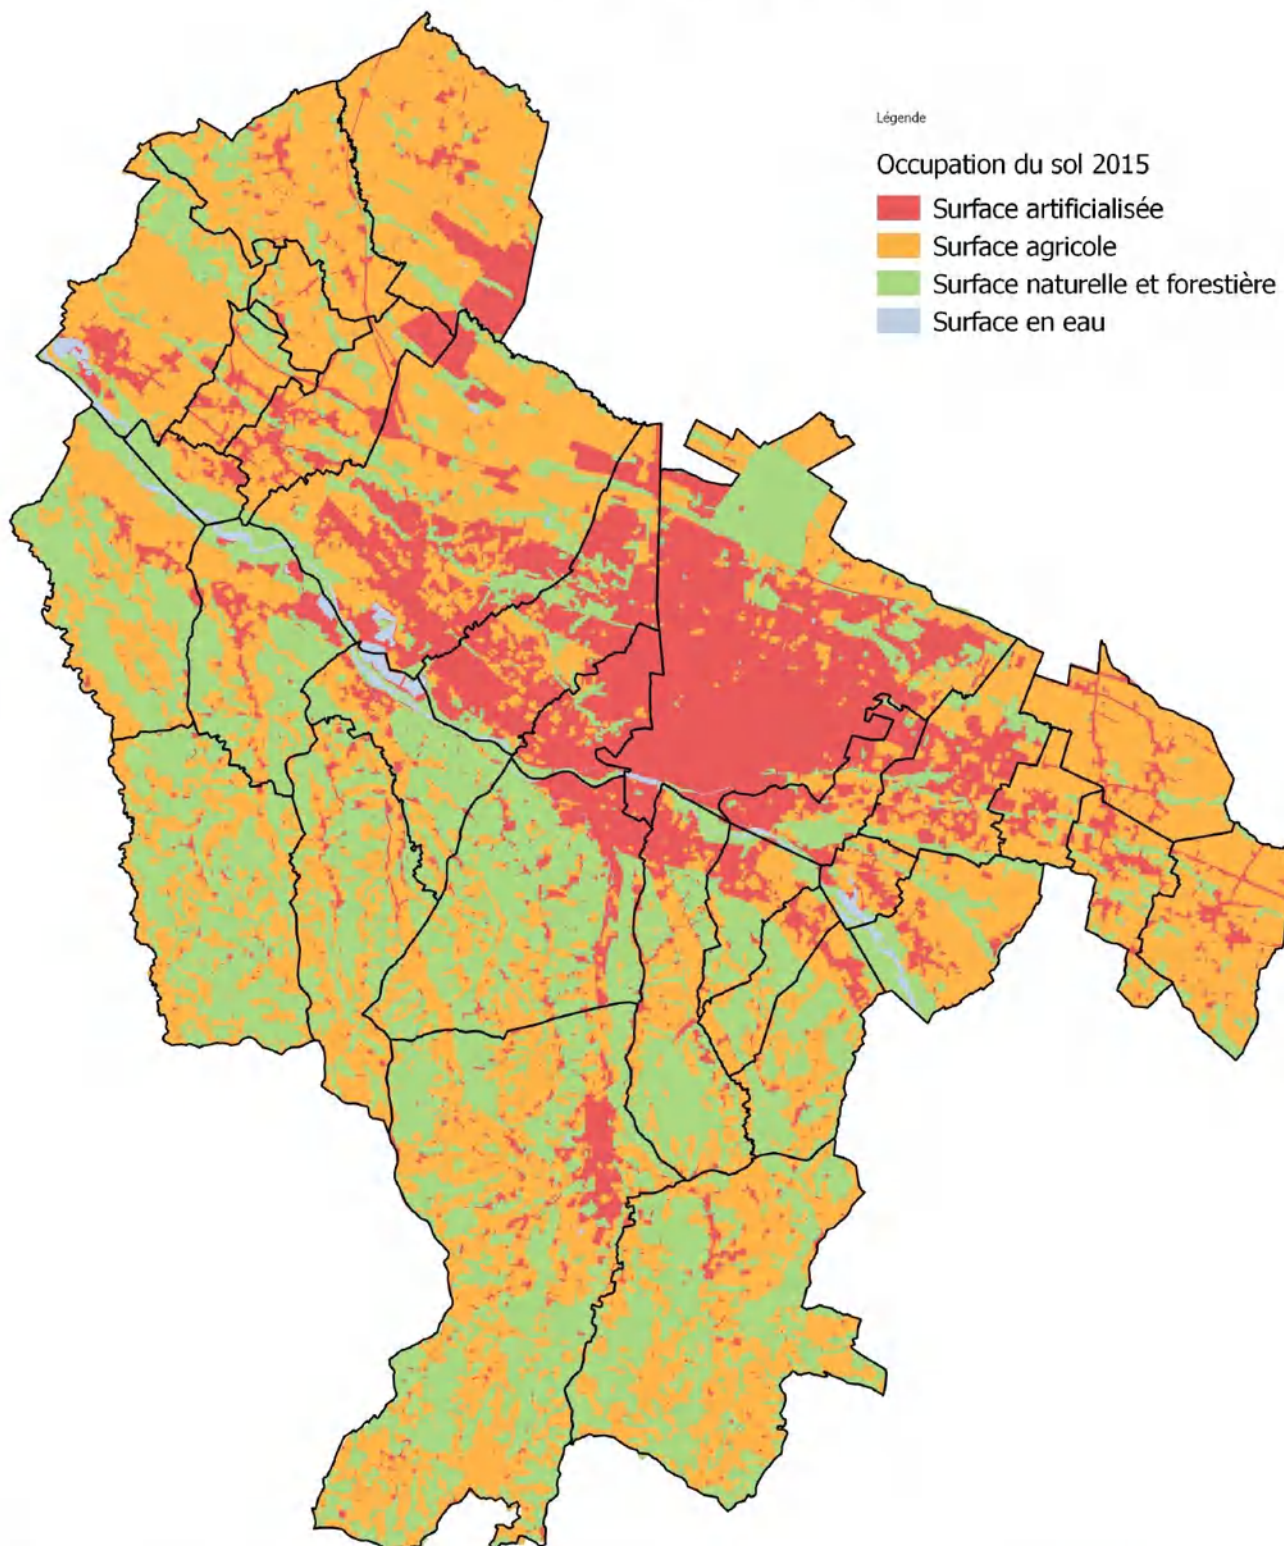 Légende
Occupation du sol 2015
Surface artificialisée
Surface agricole
Surface naturelle et forestière
Surface en eau